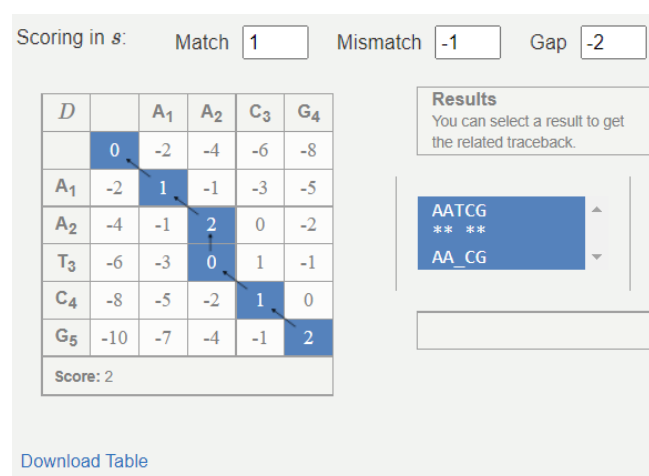 Scoring in s: Match 1 Mismatch -1 Gap -2
Results
You can select a result to get
the related traceback.
D A₁ A₂ C₃ G₄
0 -2 -4 -6 -8
A₁ -2 1 -1 -3 -5
A₂ -4 -1 2 0 -2
T₃ -6 -3 0 1 -1
C₄ -8 -5 -2 1 0
G₅ -10 -7 -4 -1 2
Score: 2
AATCG
** **
AA_CG
Download Table